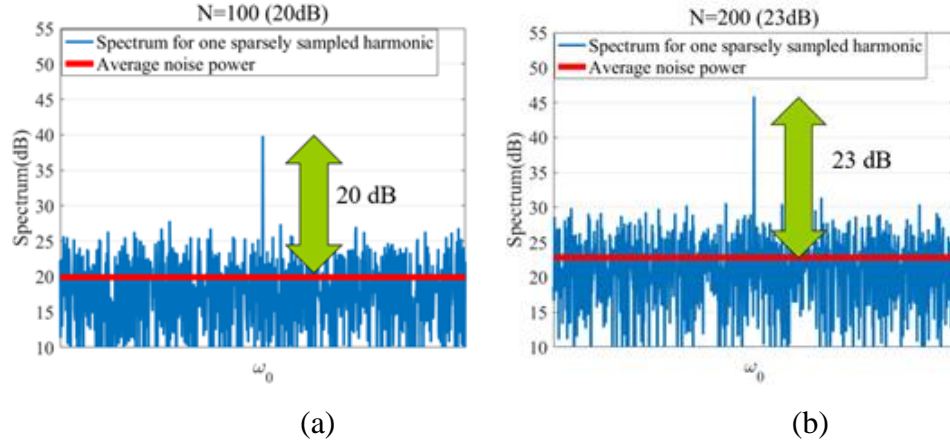 N=100 (20dB)
55
50
45
40
35
30
25
20
15
10
Spectrum(dB)
Spectrum for one sparsely sampled harmonic
Average noise power
20 dB
ω0
(a)
N=200 (23dB)
55
50
45
40
35
30
25
20
15
10
Spectrum(dB)
Spectrum for one sparsely sampled harmonic
Average noise power
23 dB
ω0
(b)